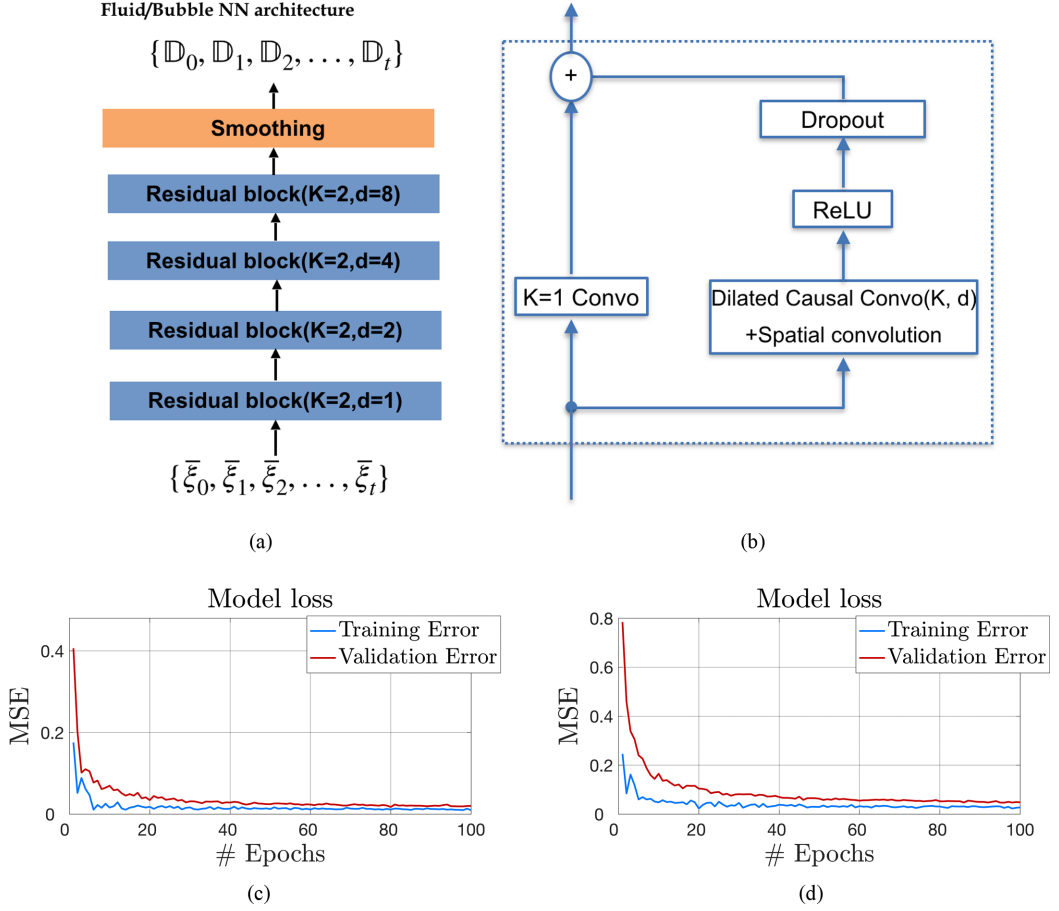 Fluid/Bubble NN architecture
{𝔻₀, 𝔻₁, 𝔻₂, . . . , 𝔻ₜ}
Smoothing
Residual block(K=2,d=8)
Residual block(K=2,d=4)
Residual block(K=2,d=2)
Residual block(K=2,d=1)
{ξ̅₀, ξ̅₁, ξ̅₂, . . . , ξ̅ₜ}
(a)
+
Dropout
ReLU
K=1 Convo
Dilated Causal Convo(K, d)
+Spatial convolution
(b)
Model loss
Training Error
Validation Error
MSE
0.4
0.2
0
0 20 40 60 80 100
# Epochs
(c)
Model loss
Training Error
Validation Error
MSE
0.8
0.6
0.4
0.2
0
0 20 40 60 80 100
# Epochs
(d)